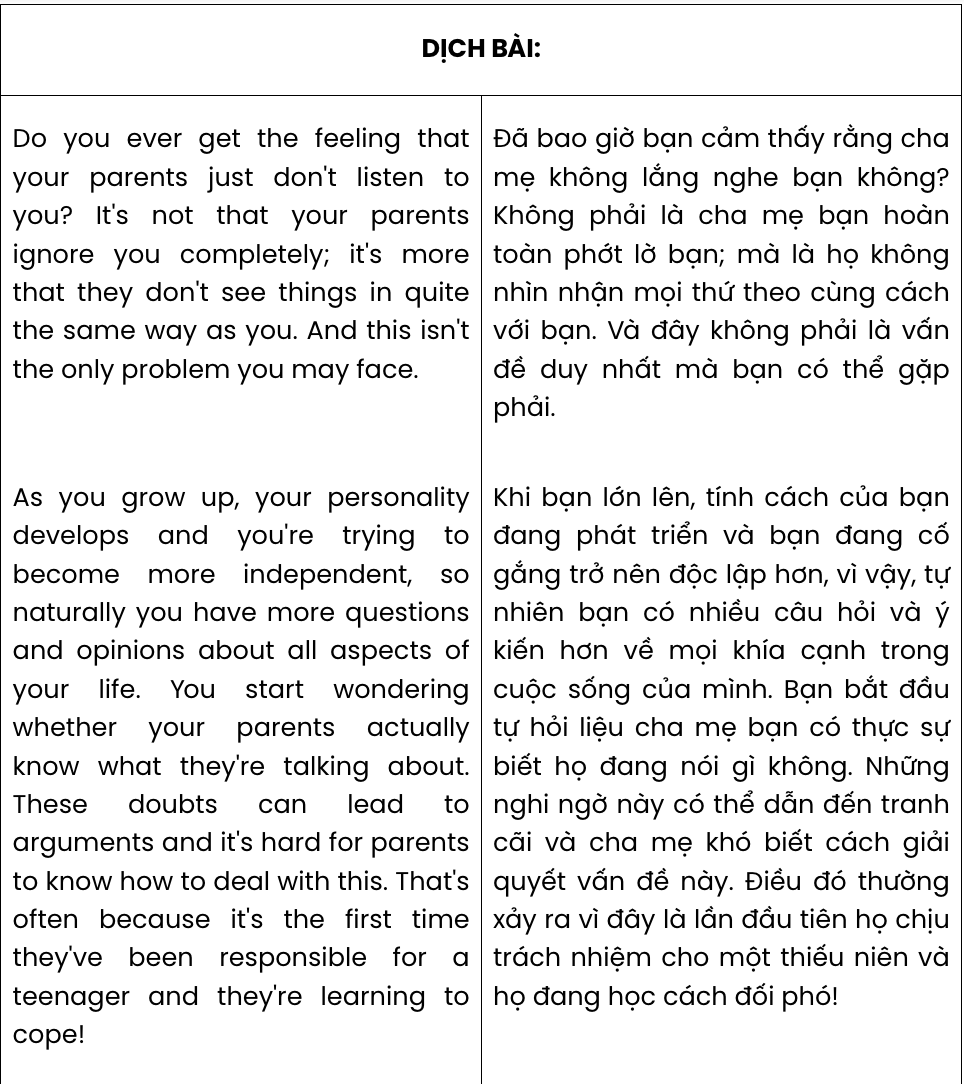 DỊCH BÀI:
Do you ever get the feeling that
your parents just don't listen to
you? It's not that your parents
ignore you completely; it's more
that they don't see things in quite
the same way as you. And this isn't
the only problem you may face.
Đã bao giờ bạn cảm thấy rằng cha
mẹ không lắng nghe bạn không?
Không phải là cha mẹ bạn hoàn
toàn phớt lờ bạn; mà là họ không
nhìn nhận mọi thứ theo cùng cách
với bạn. Và đây không phải là vấn
đề duy nhất mà bạn có thể gặp
phải.
As you grow up, your personality
develops and you're trying to
become more independent, so
naturally you have more questions
and opinions about all aspects of
your life. You start wondering
whether your parents actually
know what they're talking about.
These doubts can lead to
arguments and it's hard for parents
to know how to deal with this. That's
often because it's the first time
they've been responsible for a
teenager and they're learning to
cope!
Khi bạn lớn lên, tính cách của bạn
đang phát triển và bạn đang cố
gắng trở nên độc lập hơn, vì vậy, tự
nhiên bạn có nhiều câu hỏi và ý
kiến hơn về mọi khía cạnh trong
cuộc sống của mình. Bạn bắt đầu
tự hỏi liệu cha mẹ bạn có thực sự
biết họ đang nói gì không. Những
nghi ngờ này có thể dẫn đến tranh
cãi và cha mẹ khó biết cách giải
quyết vấn đề này. Điều đó thường
xảy ra vì đây là lần đầu tiên họ chịu
trách nhiệm cho một thiếu niên và
họ đang học cách đối phó!